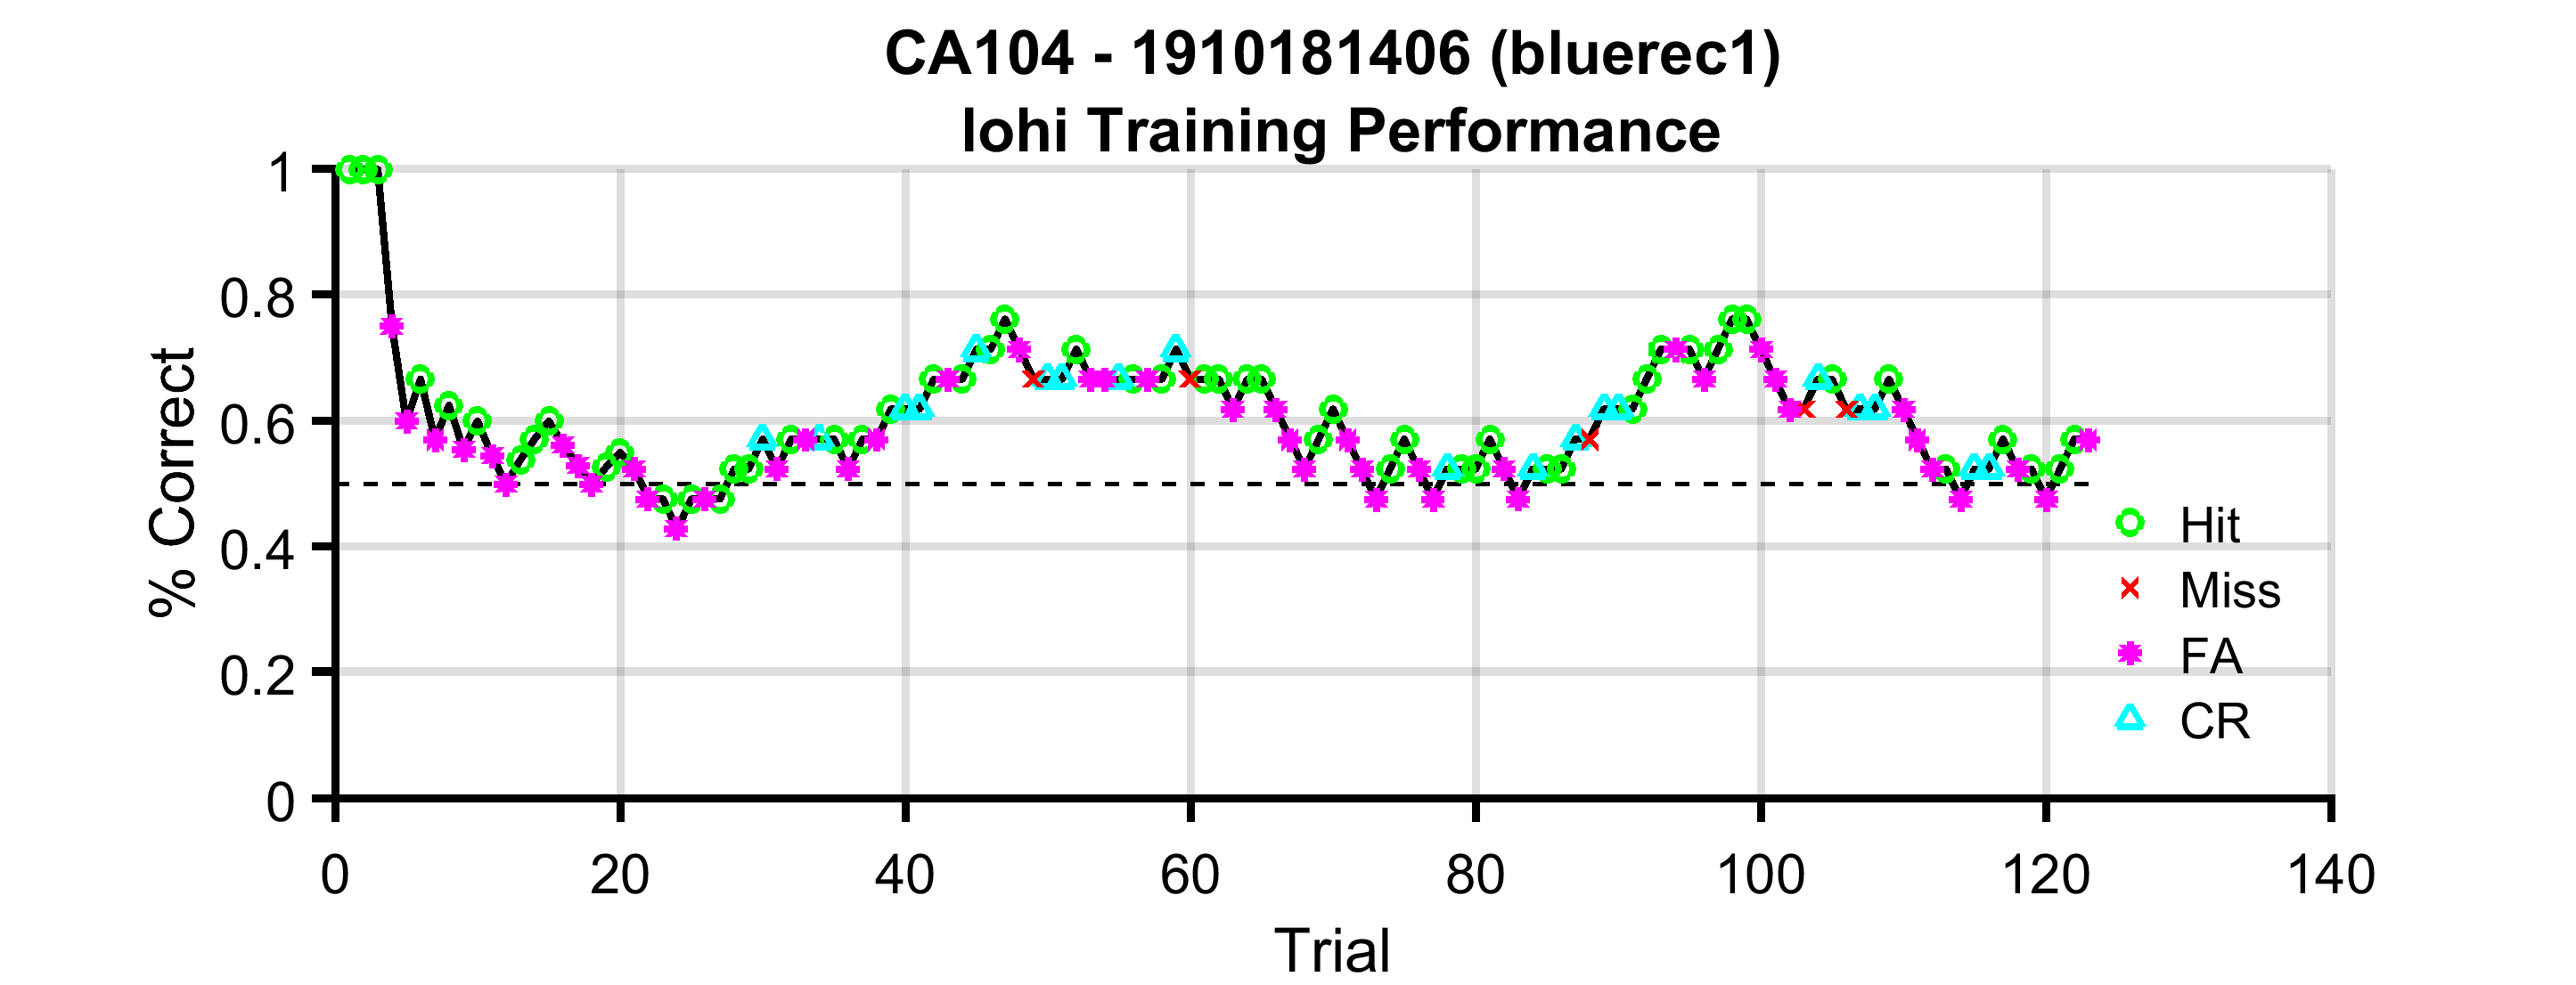 CA104 - 1910181406 (bluerec1)
lohi Training Performance
% Correct
1
0.8
0.6
0.4
0.2
0
0 20 40 60 80 100 120 140
Trial
Hit
Miss
FA
CR